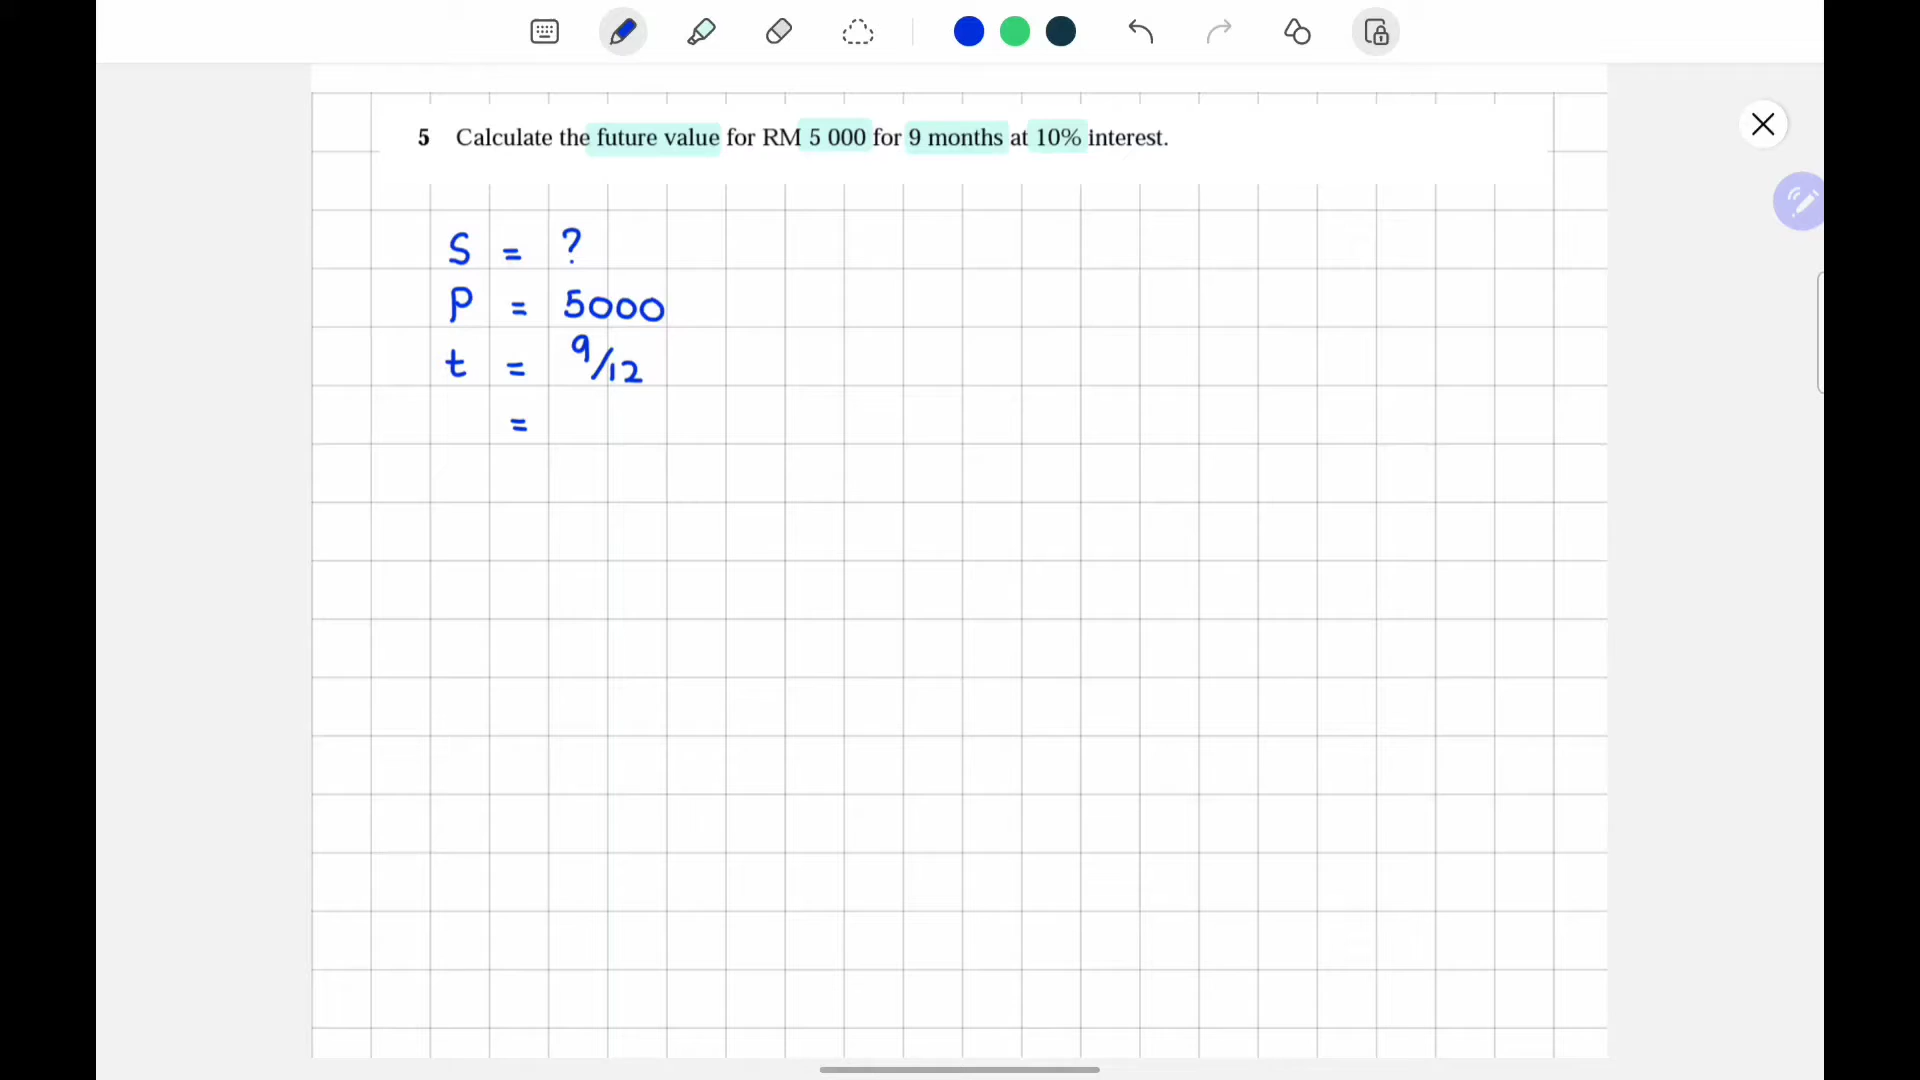 5 Calculate the future value for RM 5 000 for 9 months at 10% interest.
S = ?
P = 5000
t = 9/12
=